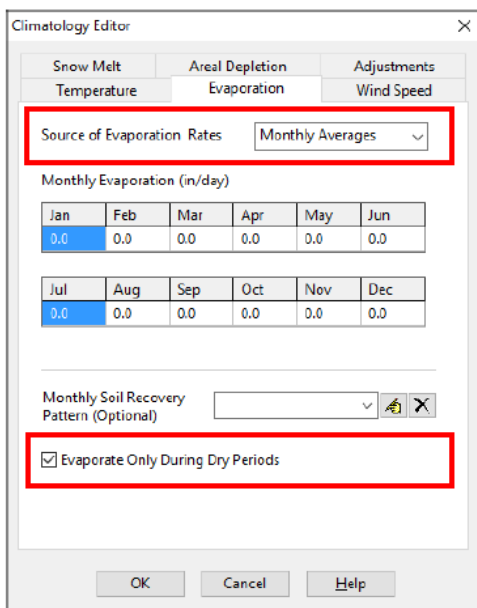 Climatology Editor
Snow Melt Areal Depletion Adjustments
Temperature Evaporation Wind Speed
Source of Evaporation Rates Monthly Averages
Monthly Evaporation (in/day)
Jan Feb Mar Apr May Jun
0.0 0.0 0.0 0.0 0.0 0.0
Jul Aug Sep Oct Nov Dec
0.0 0.0 0.0 0.0 0.0 0.0
Monthly Soil Recovery
Pattern (Optional)
Evaporate Only During Dry Periods
OK Cancel Help